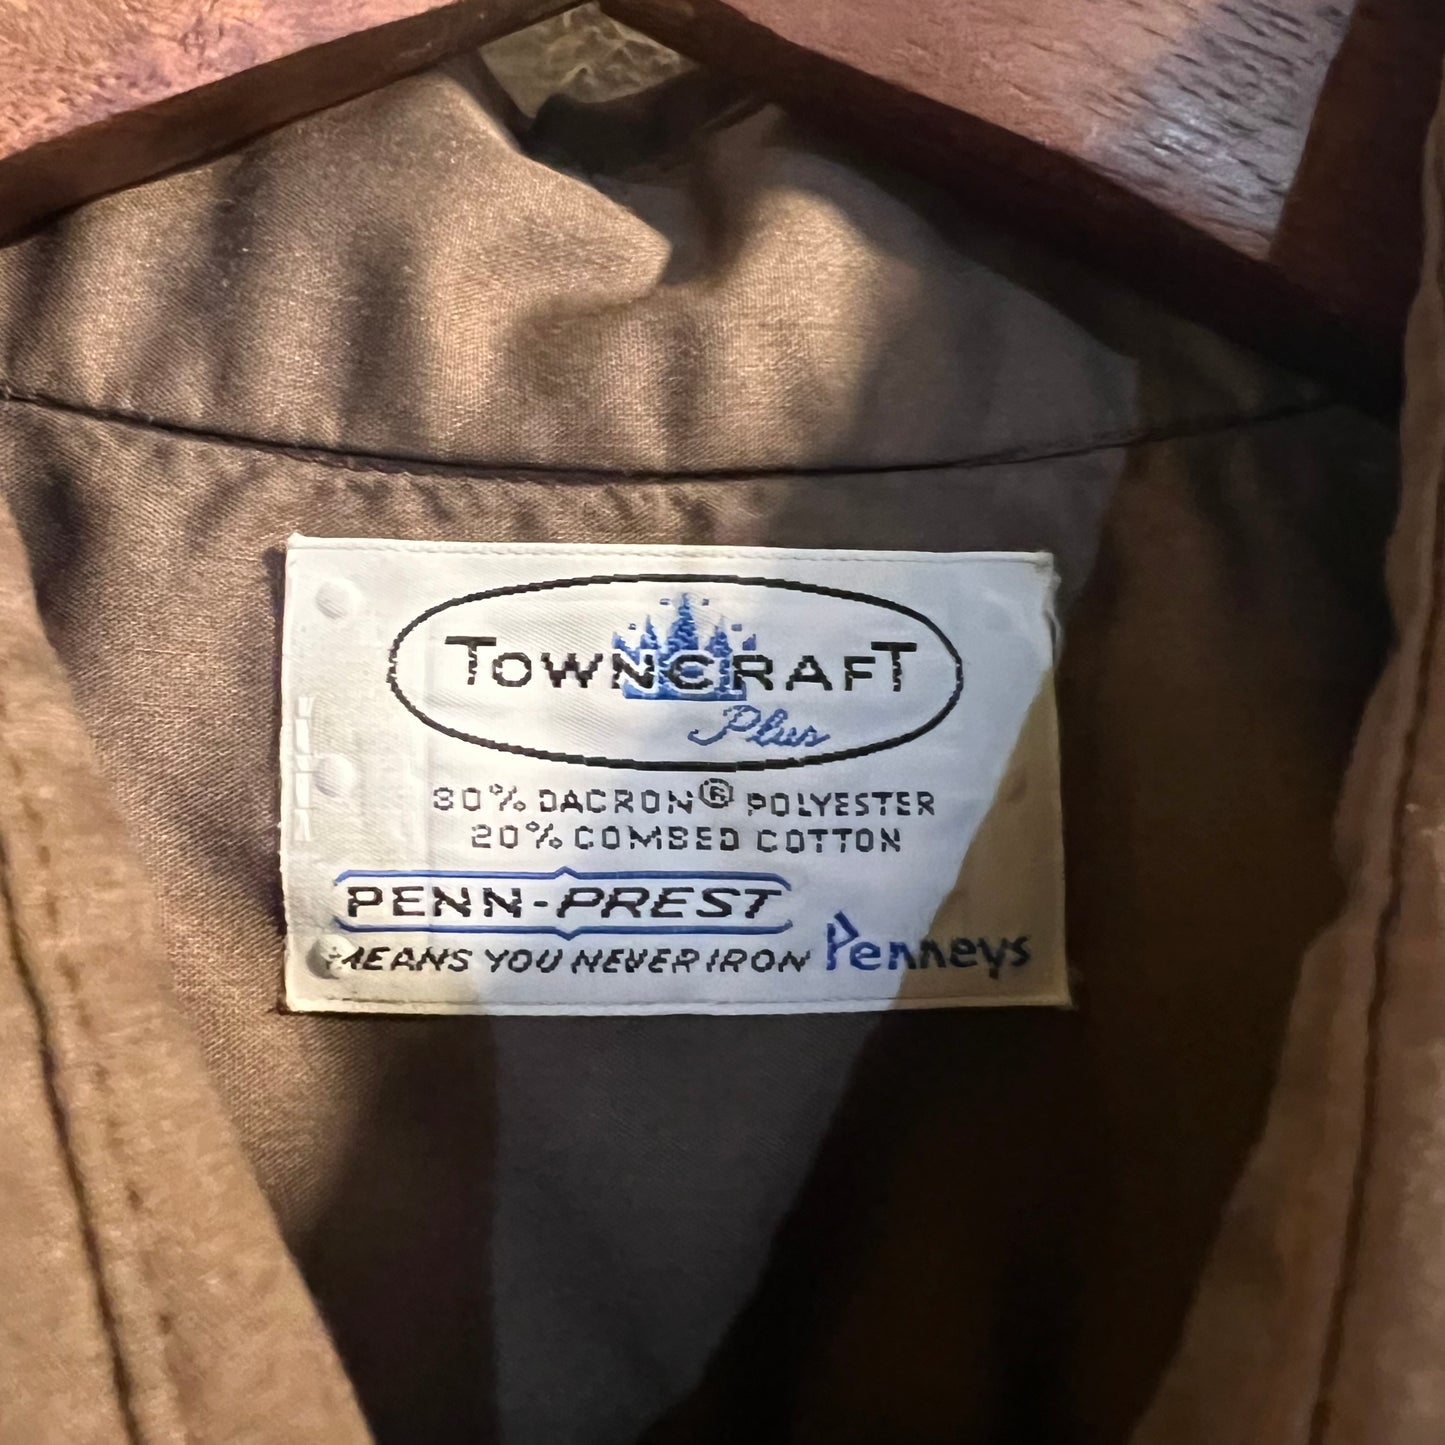 TOWNCRAFT
Plus
80% DACRON® POLYESTER
20% COMBED COTTON
PENN-PREST
MEANS YOU NEVER IRON Penneys